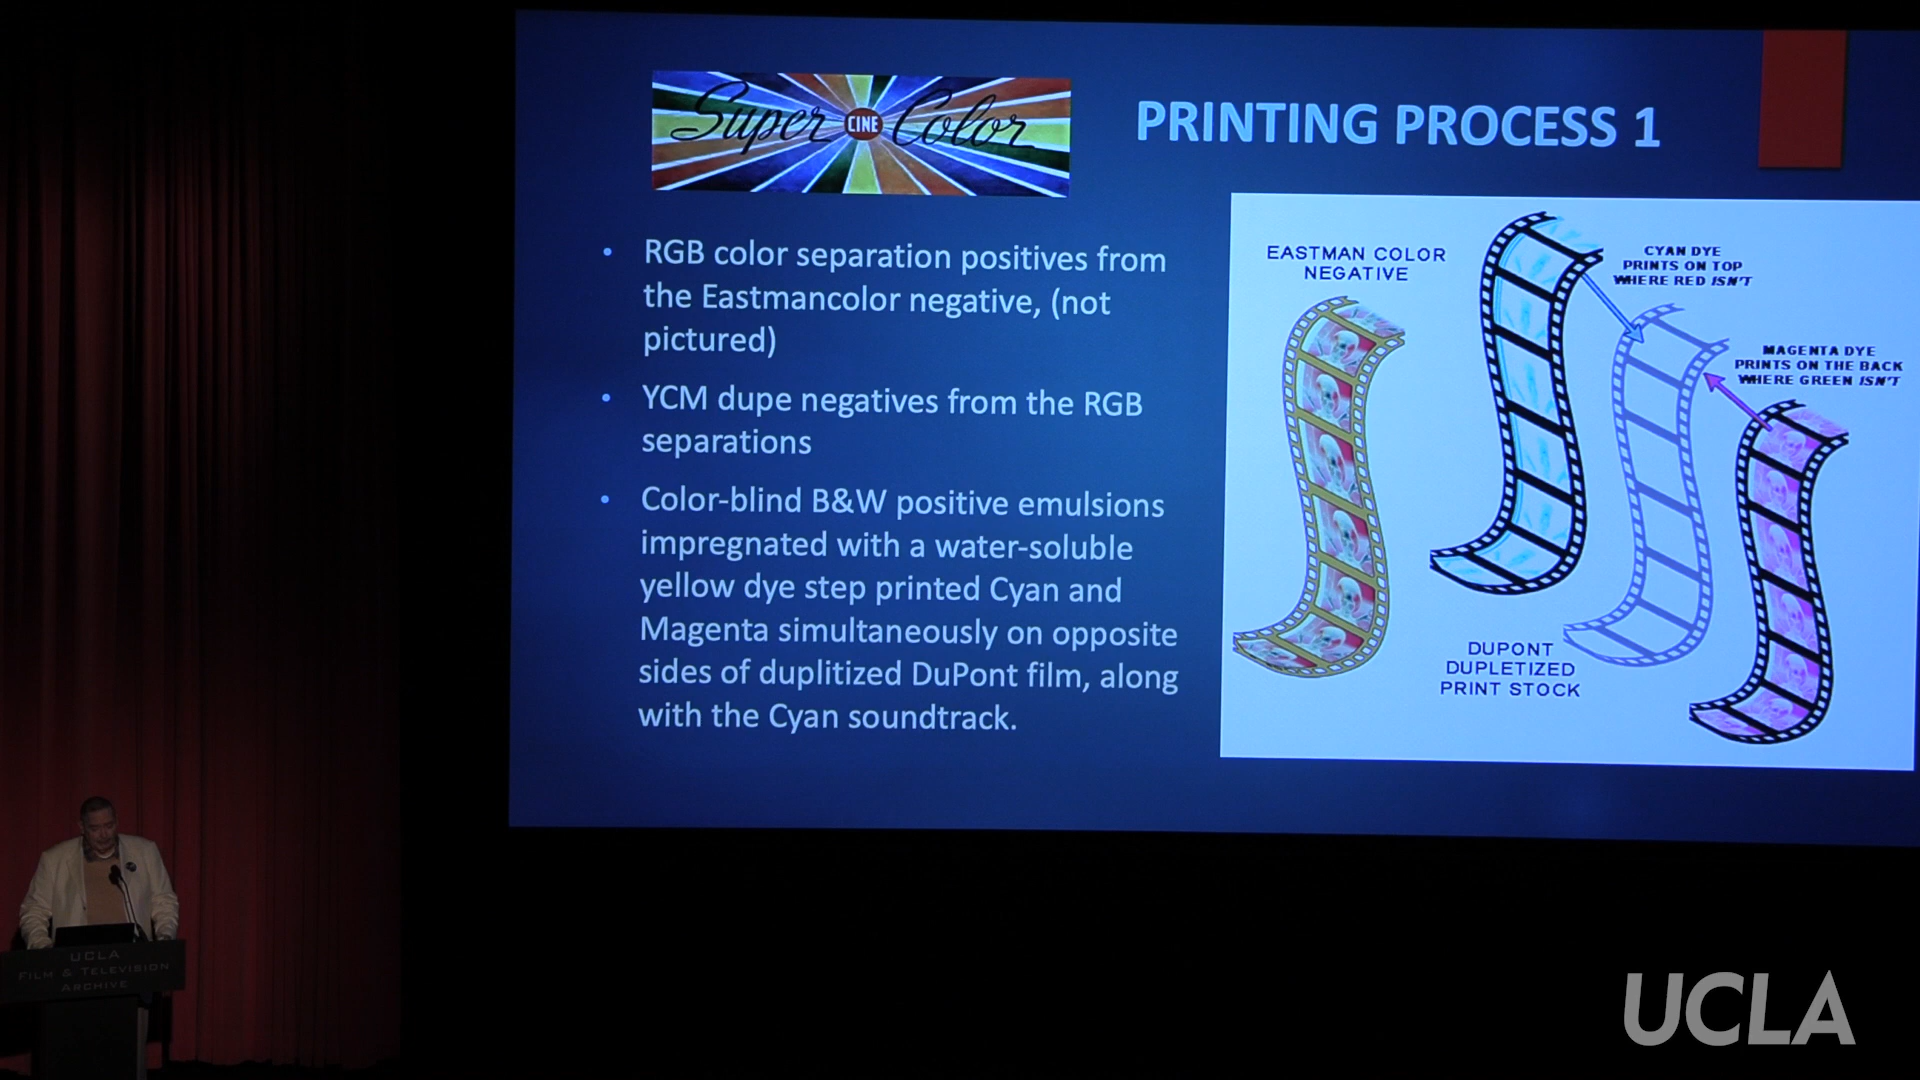 Super CINE Color
PRINTING PROCESS 1
• RGB color separation positives from
the Eastmancolor negative, (not
pictured)
• YCM dupe negatives from the RGB
separations
• Color-blind B&W positive emulsions
impregnated with a water-soluble
yellow dye step printed Cyan and
Magenta simultaneously on opposite
sides of duplitized DuPont film, along
with the Cyan soundtrack.
EASTMAN COLOR
NEGATIVE
CYAN DYE
PRINTS ON TOP
WHERE RED ISN'T
MAGENTA DYE
PRINTS ON THE BACK
WHERE GREEN ISN'T
DUPONT
DUPLETIZED
PRINT STOCK
UCLA
FILM & TELEVISION
ARCHIVE
UCLA